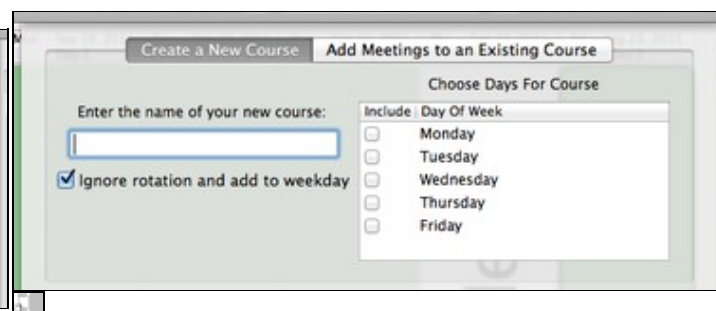 Create a New Course
Add Meetings to an Existing Course
Choose Days For Course
Enter the name of your new course:
Include
Day Of Week
Monday
Tuesday
Ignore rotation and add to weekday
Wednesday
Thursday
Friday